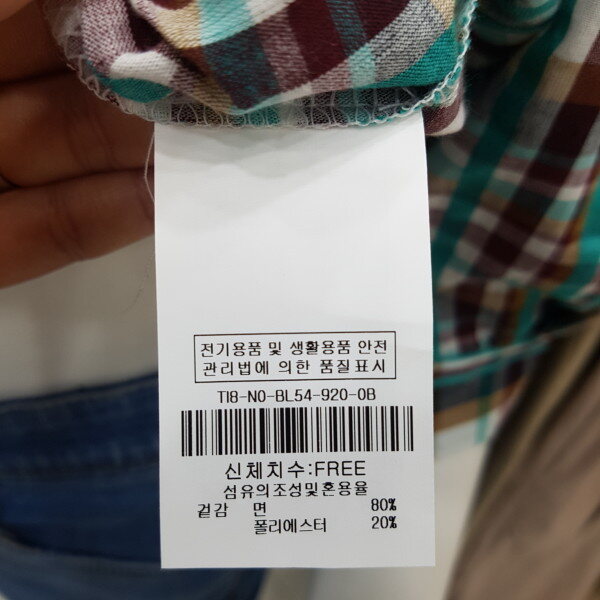 전기용품 및 생활용품 안전
관리법에 의한 품질표시
TI8-NO-BL54-920-OB
신체치수:FREE
섬유의조성및혼용율
겉감 면 80%
폴리에스터 20%